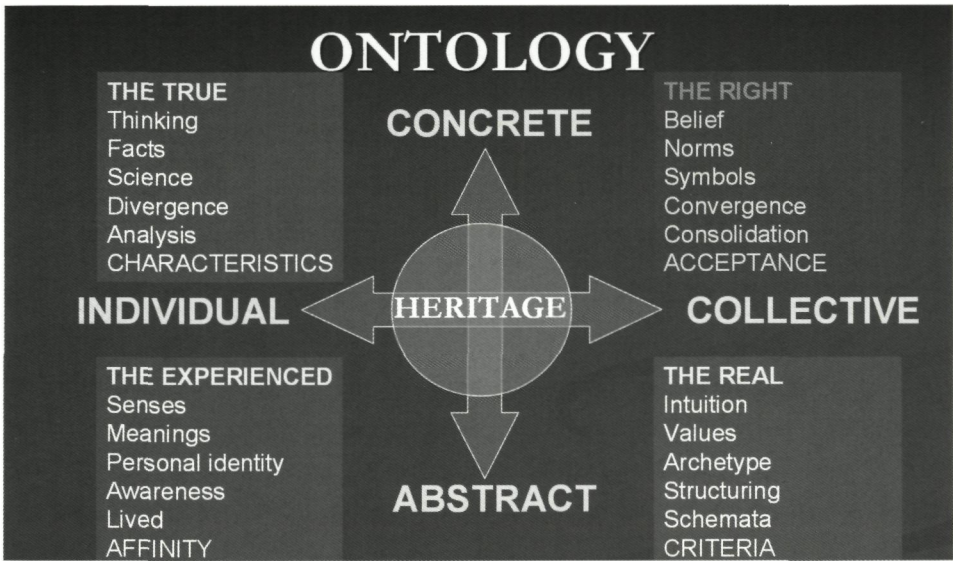 ONTOLOGY
THE TRUE
Thinking
Facts
Science
Divergence
Analysis
CHARACTERISTICS
CONCRETE
THE RIGHT
Belief
Norms
Symbols
Convergence
Consolidation
ACCEPTANCE
INDIVIDUAL
HERITAGE
COLLECTIVE
THE EXPERIENCED
Senses
Meanings
Personal identity
Awareness
Lived
AFFINITY
ABSTRACT
THE REAL
Intuition
Values
Archetype
Structuring
Schemata
CRITERIA